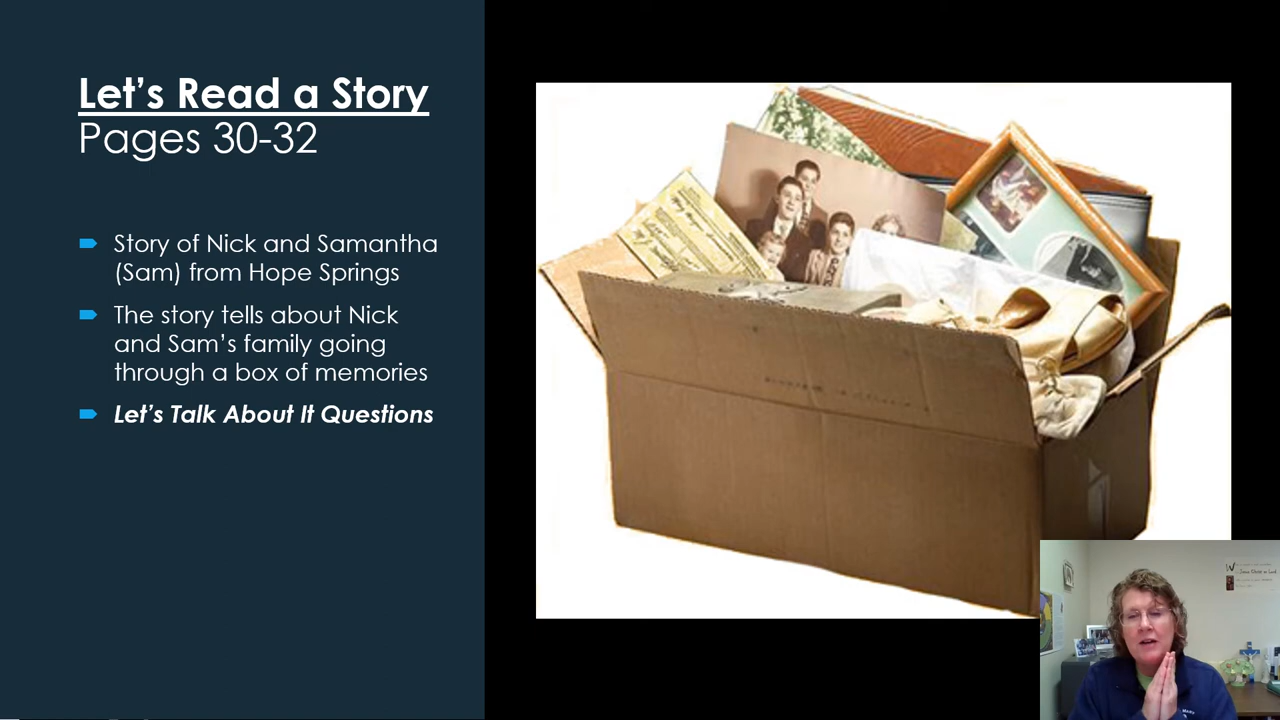 Let's Read a Story
Pages 30-32
Story of Nick and Samantha
(Sam) from Hope Springs
The story tells about Nick
and Sam's family going
through a box of memories
Let's Talk About It Questions